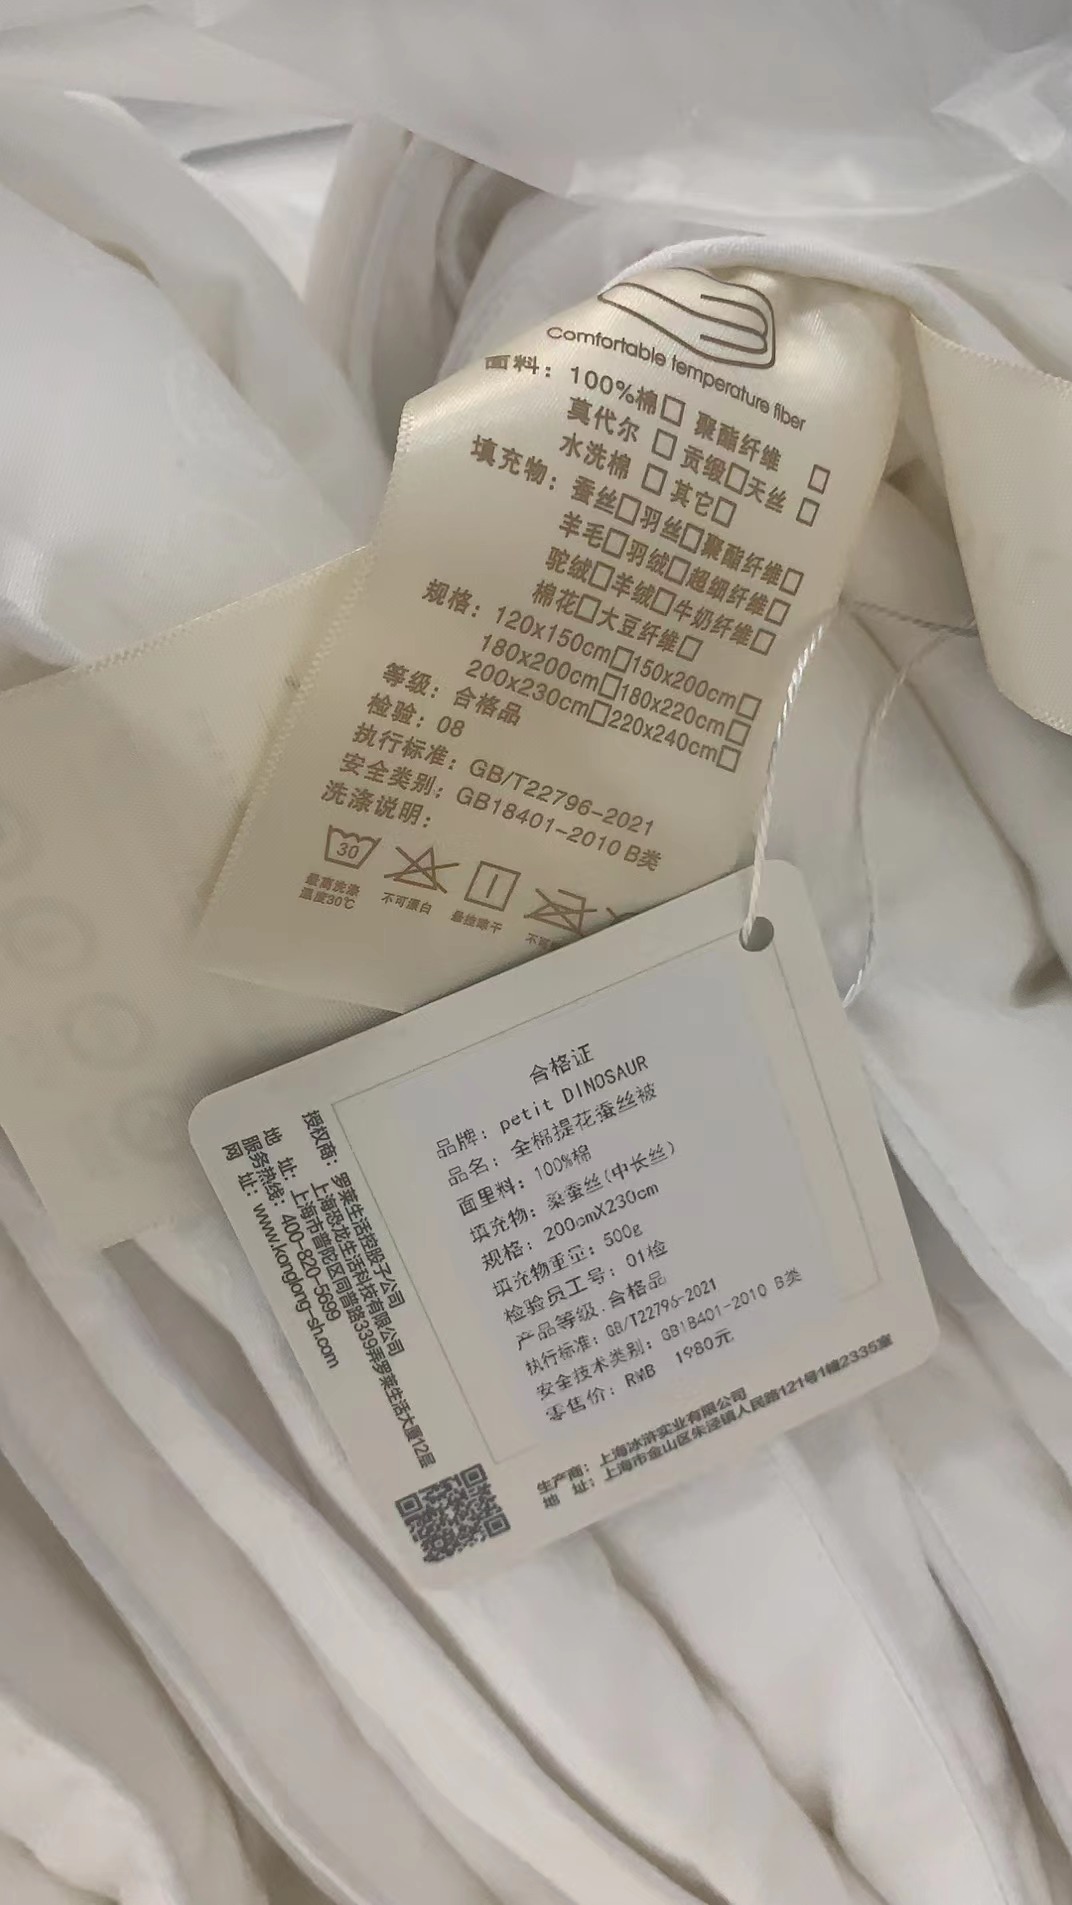 Comfortable temperature fiber
面料：100%棉□ 聚酯纤维 □
莫代尔 □ 贡缎□天丝 □
水洗棉 □ 其它□
填充物：蚕丝□羽丝□聚酯纤维□
羊毛□羽绒□超细纤维□
驼绒□羊绒□牛奶纤维□
棉花□大豆纤维□
规格：120x150cm□150x200cm□
180x200cm□180x220cm□
200x230cm□220x240cm□
等级：合格品
检验：08
执行标准：GB/T22796-2021
安全类别：GB18401-2010 B类
洗涤说明：
30
最高洗涤
温度30℃
不可漂白
悬挂晾干
不可
合格证
品牌：petit DINOSAUR
品名：全棉提花蚕丝被
面里料：100%棉
填充物：桑蚕丝(中长丝)
规格：200cmX230cm
填充物重量：500g
检验员工号：01检
产品等级：合格品
执行标准：GB/T22796-2021
安全技术类别：GB18401-2010 B类
零售价：RMB 1980元
授权商：罗莱生活控股子公司
上海恐龙生活科技有限公司
地 址：上海市普陀区同普路339弄罗莱生活大厦12层
服务热线：400-820-5699
网 址：www.konglong-sh.com
生产商：上海冰浒实业有限公司
地 址：上海市金山区朱泾镇人民路121号1幢2335室